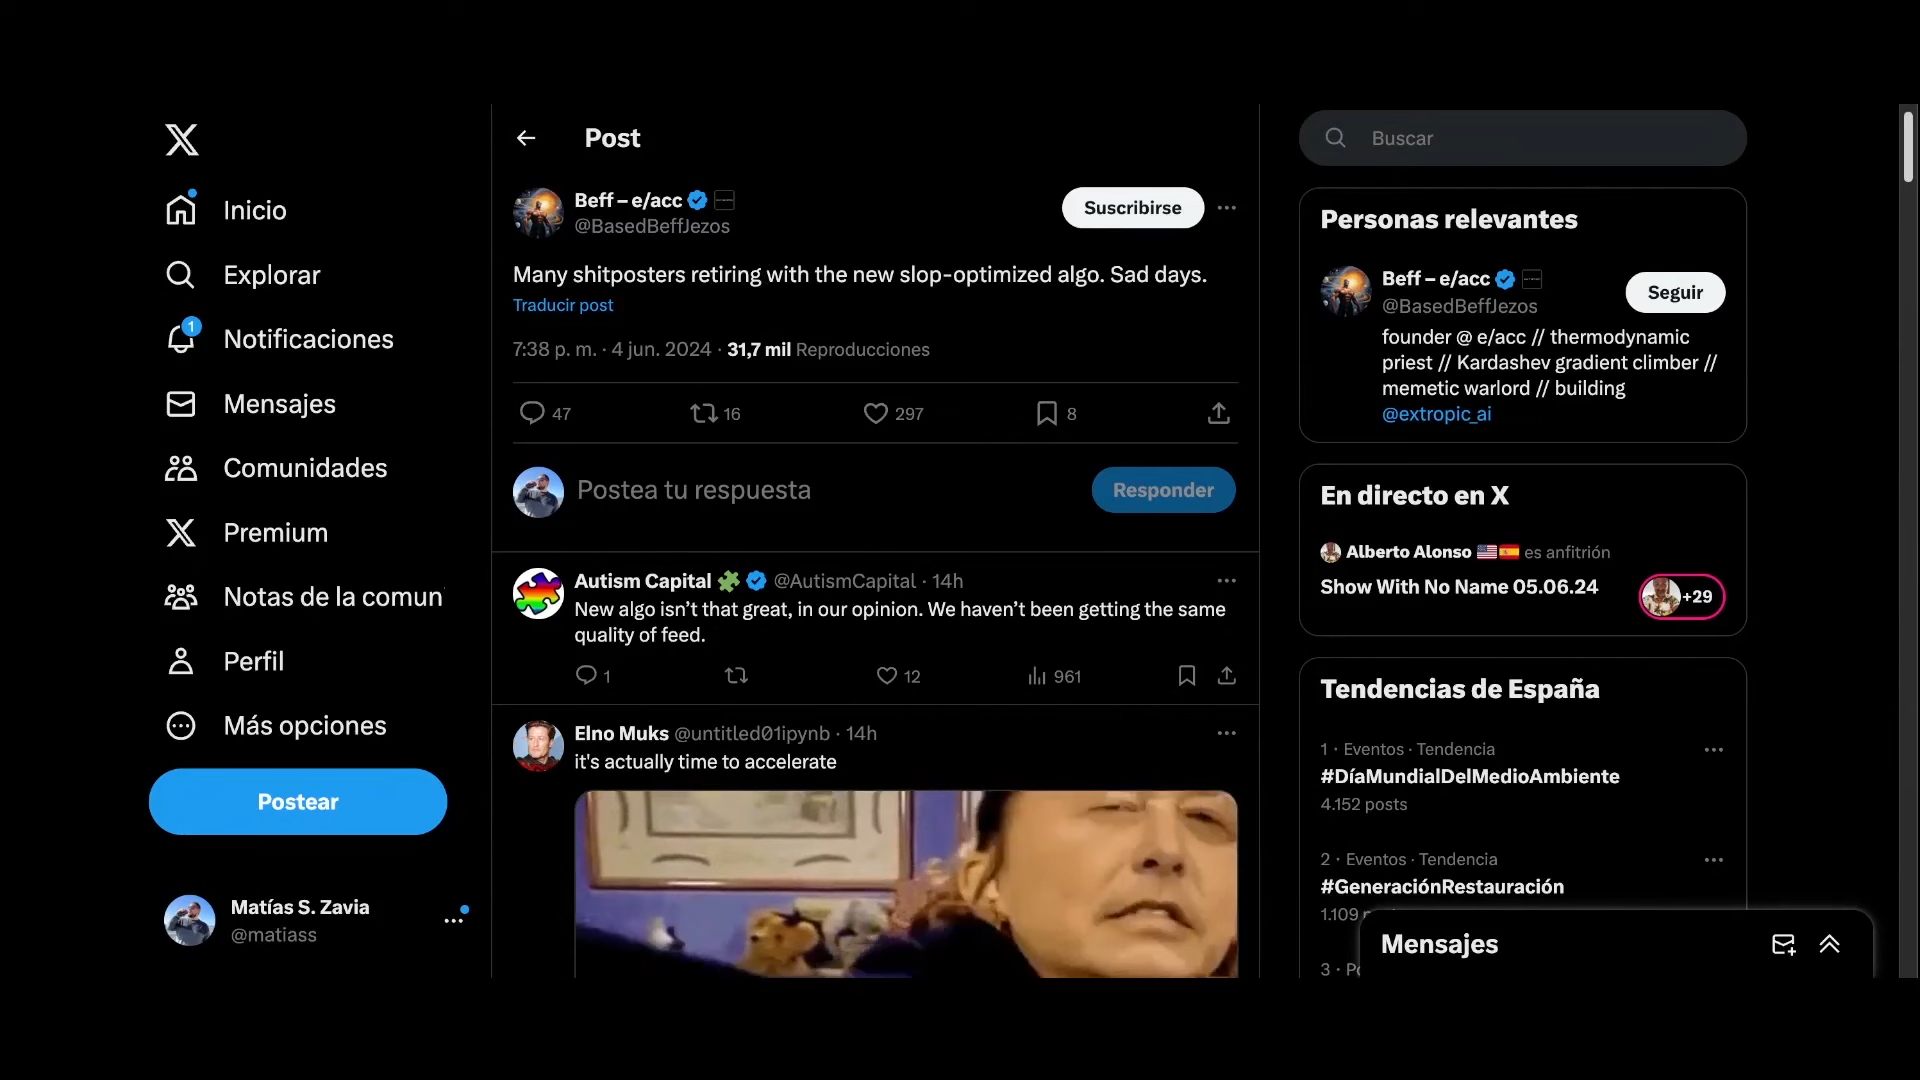 Inicio
Explorar
1
Notificaciones
Mensajes
Comunidades
Premium
Notas de la comun
Perfil
Más opciones
Postear
Matías S. Zavia
@matiass
Post
Beff – e/acc
@BasedBeffJezos
Suscribirse
Many shitposters retiring with the new slop-optimized algo. Sad days.
Traducir post
7:38 p. m. · 4 jun. 2024 · 31,7 mil Reproducciones
47 16 297 8
Postea tu respuesta
Responder
Autism Capital @AutismCapital · 14h
New algo isn’t that great, in our opinion. We haven’t been getting the same
quality of feed.
1 12 961
Elno Muks @untitled01ipynb · 14h
it's actually time to accelerate
Buscar
Personas relevantes
Beff – e/acc
@BasedBeffJezos
Seguir
founder @ e/acc // thermodynamic
priest // Kardashev gradient climber //
memetic warlord // building
@extropic_ai
En directo en X
Alberto Alonso es anfitrión
Show With No Name 05.06.24
+29
Tendencias de España
1 · Eventos · Tendencia
#DíaMundialDelMedioAmbiente
4.152 posts
2 · Eventos · Tendencia
#GeneraciónRestauración
1.109
3 ·
Mensajes